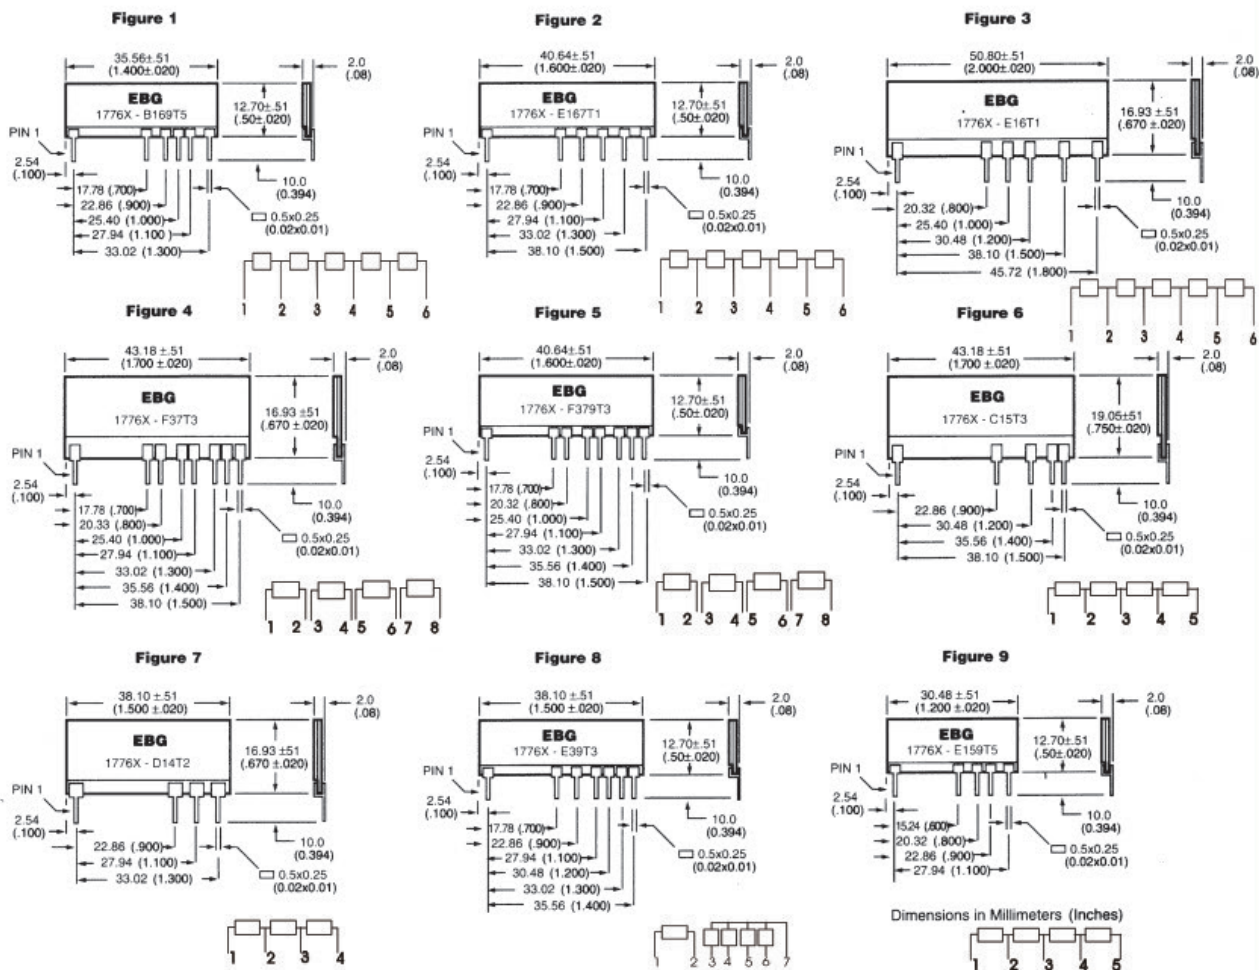 Figure 1
35.56±.51
(1.400±.020)
2.0
(.08)
EBG
1776X - B169T5
12.70±.51
(.50±.020)
PIN 1
2.54
(.100)
10.0
(0.394)
17.78 (.700)
22.86 (.900)
25.40 (1.000)
27.94 (1.100)
33.02 (1.300)
0.5x0.25
(0.02x0.01)
1 2 3 4 5 6
Figure 2
40.64±.51
(1.600±.020)
2.0
(.08)
EBG
1776X - E167T1
12.70±.51
(.50±.020)
PIN 1
2.54
(.100)
10.0
(0.394)
17.78 (.700)
22.86 (.900)
27.94 (1.100)
33.02 (1.300)
38.10 (1.500)
0.5x0.25
(0.02x0.01)
1 2 3 4 5 6
Figure 3
50.80±.51
(2.000±.020)
2.0
(.08)
EBG
1776X - E16T1
16.93 ±.51
(.670 ±.020)
PIN 1
2.54
(.100)
10.0
(0.394)
20.32 (.800)
25.40 (1.000)
30.48 (1.200)
38.10 (1.500)
45.72 (1.800)
0.5x0.25
(0.02x0.01)
1 2 3 4 5 6
Figure 4
43.18±.51
(1.700 ±.020)
2.0
(.08)
EBG
1776X - F37T3
16.93 ±51
(.670 ±.020)
PIN 1
2.54
(.100)
10.0
(0.394)
17.78 (.700)
20.33 (.800)
25.40 (1.000)
27.94 (1.100)
33.02 (1.300)
35.56 (1.400)
38.10 (1.500)
0.5x0.25
(0.02x0.01)
1 2 3 4 5 6 7 8
Figure 5
40.64±.51
(1.600±.020)
2.0
(.08)
EBG
1776X - F379T3
12.70±.51
(.50±.020)
PIN 1
2.54
(.100)
10.0
(0.394)
17.78 (.700)
20.32 (.800)
25.40 (1.000)
27.94 (1.100)
33.02 (1.300)
35.56 (1.400)
38.10 (1.500)
0.5x0.25
(0.02x0.01)
1 2 3 4 5 6 7 8
Figure 6
43.18±.51
(1.700 ±.020)
2.0
(.08)
EBG
1776X - C15T3
19.05±51
(.750±.020)
PIN 1
2.54
(.100)
10.0
(0.394)
22.86 (.900)
30.48 (1.200)
35.56 (1.400)
38.10 (1.500)
0.5x0.25
(0.02x0.01)
1 2 3 4 5
Figure 7
38.10 ±.51
(1.500 ±.020)
2.0
(.08)
EBG
1776X - D14T2
16.93 ±51
(.670 ±.020)
PIN 1
2.54
(.100)
10.0
(0.394)
22.86 (.900)
27.94 (1.100)
33.02 (1.300)
0.5x0.25
(0.02x0.01)
1 2 3 4
Figure 8
38.10 ±.51
(1.500 ±.020)
2.0
(.08)
EBG
1776X - E39T3
12.70±.51
(.50±.020)
PIN 1
2.54
(.100)
10.0
(0.394)
17.78 (.700)
22.86 (.900)
27.94 (1.100)
30.48 (1.200)
33.02 (1.300)
35.56 (1.400)
0.5x0.25
(0.02x0.01)
1 2 3 4 5 6 7
Figure 9
30.48 ±.51
(1.200 ±.020)
2.0
(.08)
EBG
1776X - E159T5
12.70±.51
(.50±.020)
PIN 1
2.54
(.100)
10.0
(0.394)
15.24 (.600)
20.32 (.800)
22.86 (.900)
27.94 (1.100)
0.5x0.25
(0.02x0.01)
Dimensions in Millimeters (Inches)
1 2 3 4 5